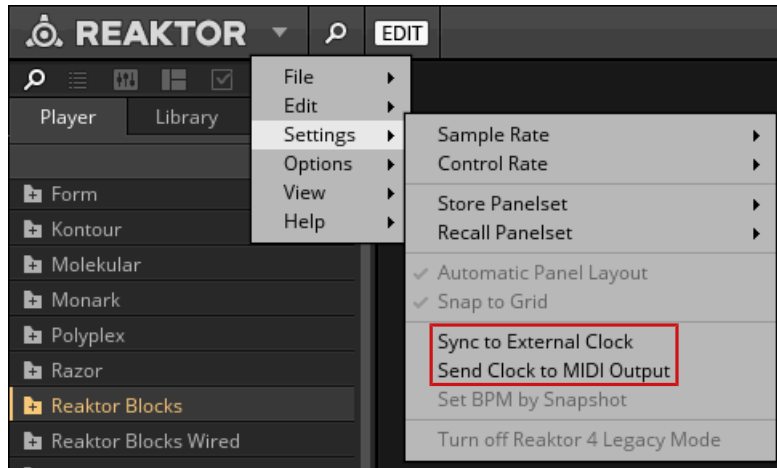 REAKTOR
EDIT
File
Edit
Settings
Options
View
Help
Player
Library
Form
Kontour
Molekular
Monark
Polyplex
Razor
Reaktor Blocks
Reaktor Blocks Wired
Sample Rate
Control Rate
Store Panelset
Recall Panelset
Automatic Panel Layout
Snap to Grid
Sync to External Clock
Send Clock to MIDI Output
Set BPM by Snapshot
Turn off Reaktor 4 Legacy Mode